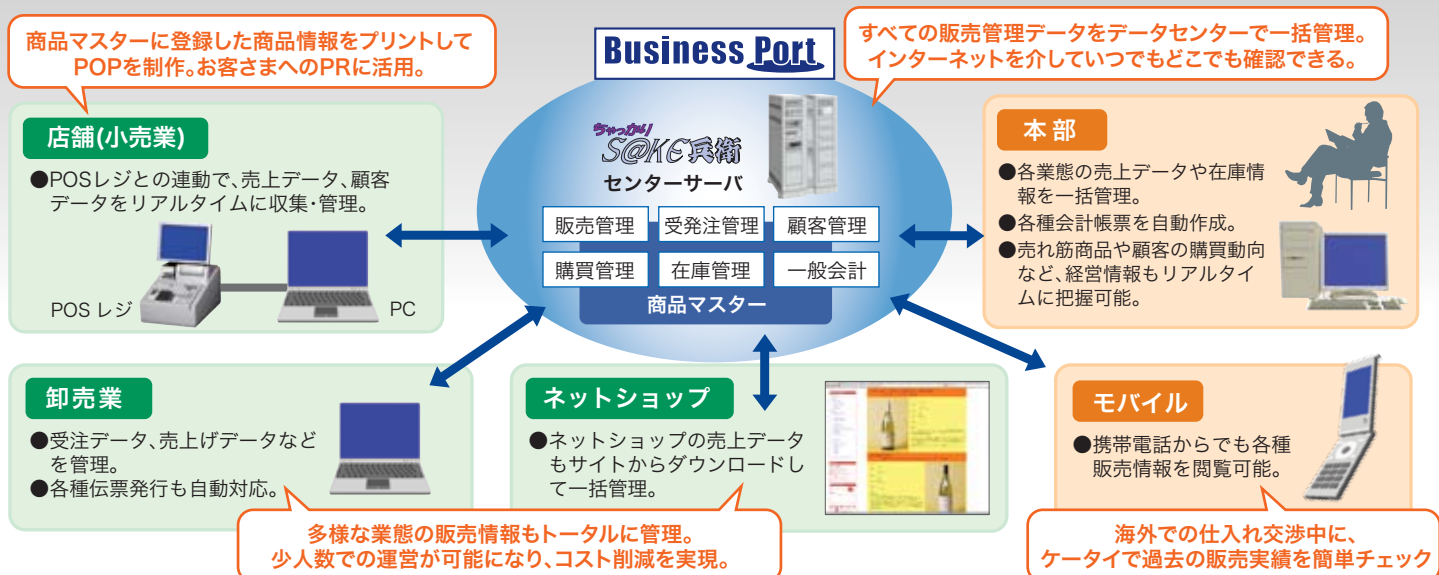 商品マスターに登録した商品情報をプリントして
POPを制作。お客さまへのPRに活用。
Business Port
すべての販売管理データをデータセンターで一括管理。
インターネットを介していつでもどこでも確認できる。
店舗(小売業)
●POSレジとの連動で、売上データ、顧客
データをリアルタイムに収集・管理。
POS レジ
PC
ちゃっかり
S@KE兵衛
センターサーバ
販売管理
受発注管理
顧客管理
購買管理
在庫管理
一般会計
商品マスター
本部
●各業態の売上データや在庫情
報を一括管理。
●各種会計帳票を自動作成。
●売れ筋商品や顧客の購買動向
など、経営情報もリアルタイ
ムに把握可能。
卸売業
●受注データ、売上げデータなど
を管理。
●各種伝票発行も自動対応。
ネットショップ
●ネットショップの売上データ
もサイトからダウンロードし
て一括管理。
モバイル
●携帯電話からでも各種
販売情報を閲覧可能。
多様な業態の販売情報もトータルに管理。
少人数での運営が可能になり、コスト削減を実現。
海外での仕入れ交渉中に、
ケータイで過去の販売実績を簡単チェック